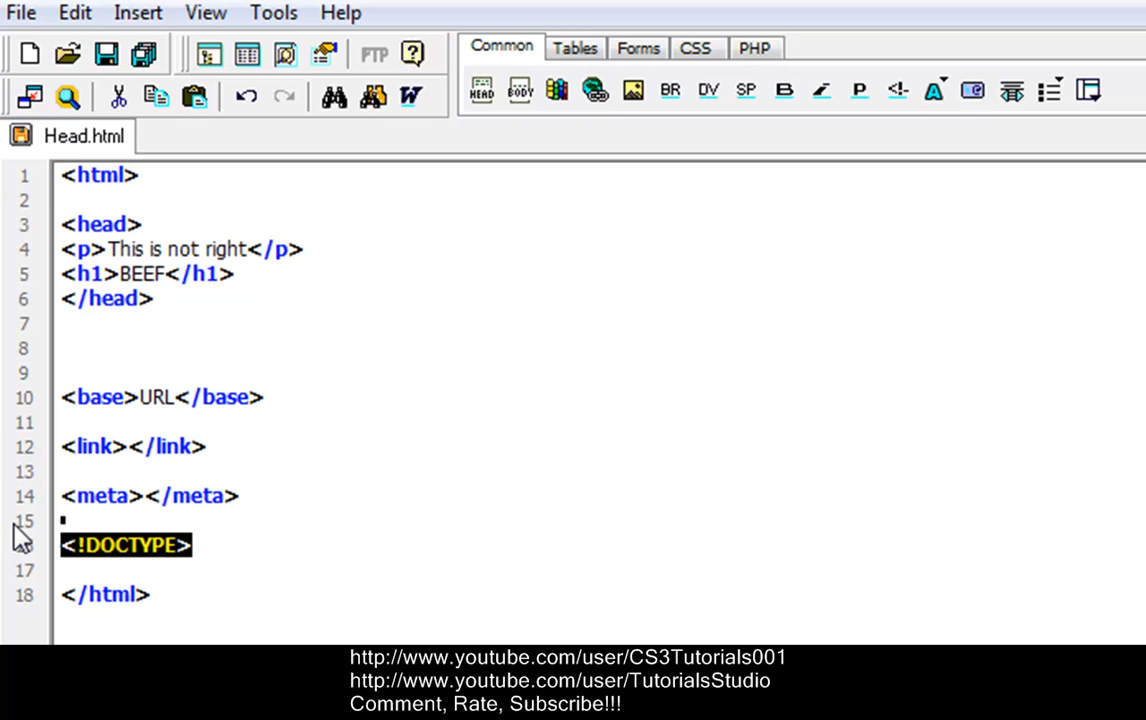 File Edit Insert View Tools Help
FTP
Common Tables Forms CSS PHP
HEAD BODY BR DV SP B P <!-
W A
Head.html
1 <html>
2
3 <head>
4 <p>This is not right</p>
5 <h1>BEEF</h1>
6 </head>
7
8
9
10 <base>URL</base>
11
12 <link></link>
13
14 <meta></meta>
15
<!DOCTYPE>
17
18 </html>
http://www.youtube.com/user/CS3Tutorials001
http://www.youtube.com/user/TutorialsStudio
Comment, Rate, Subscribe!!!